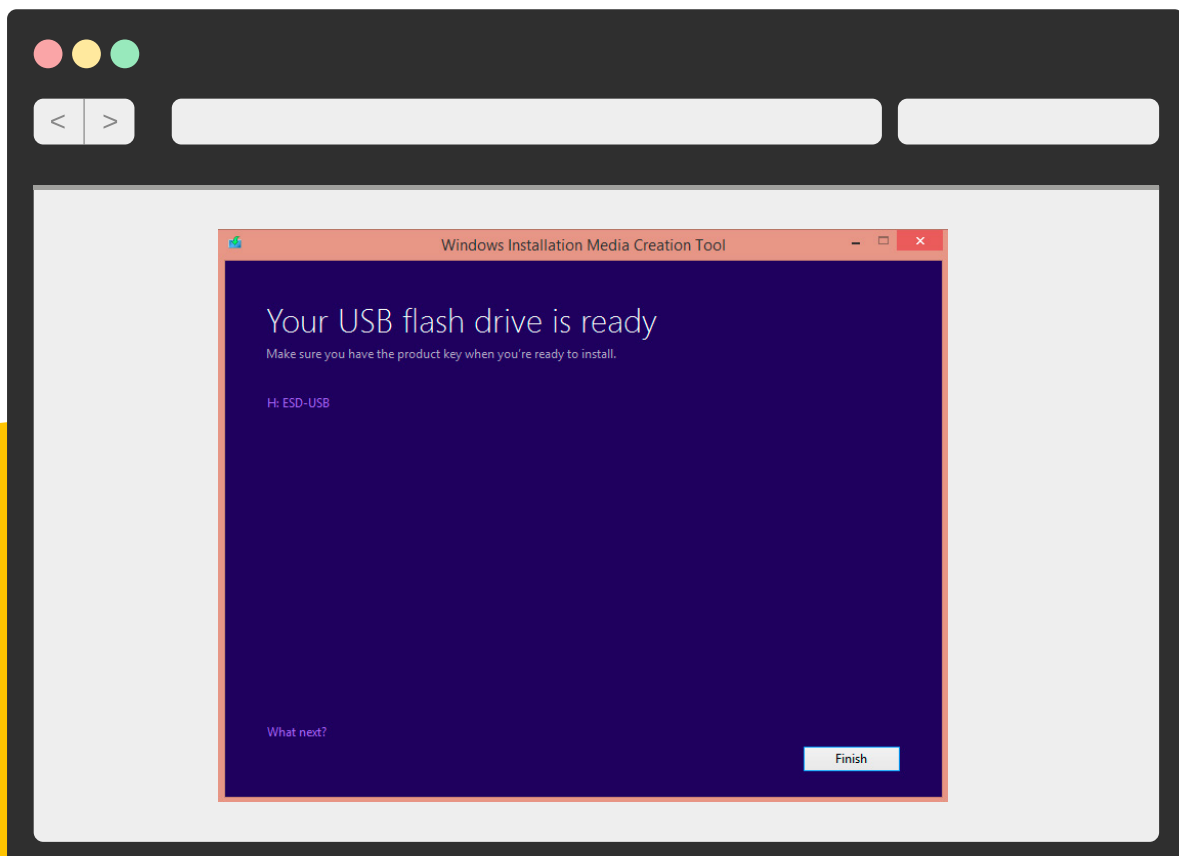 < >
Windows Installation Media Creation Tool
Your USB flash drive is ready
Make sure you have the product key when you're ready to install.
H: ESD-USB
What next?
Finish